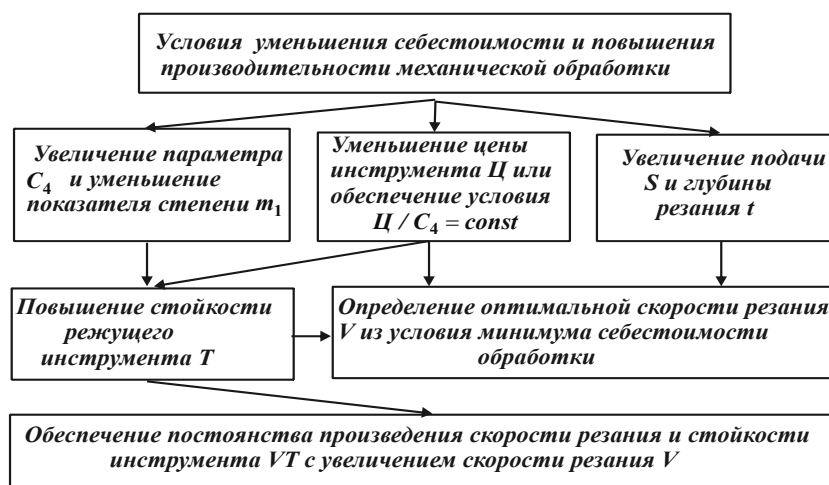 Условия уменьшения себестоимости и повышения
производительности механической обработки
Увеличение параметра
C₄ и уменьшение
показателя степени m₁
Уменьшение цены
инструмента Ц или
обеспечение условия
Ц / C₄ = const
Увеличение подачи
S и глубины
резания t
Повышение стойкости
режущего
инструмента T
Определение оптимальной скорости резания
V из условия минимума себестоимости
обработки
Обеспечение постоянства произведения скорости резания и стойкости
инструмента VT с увеличением скорости резания V